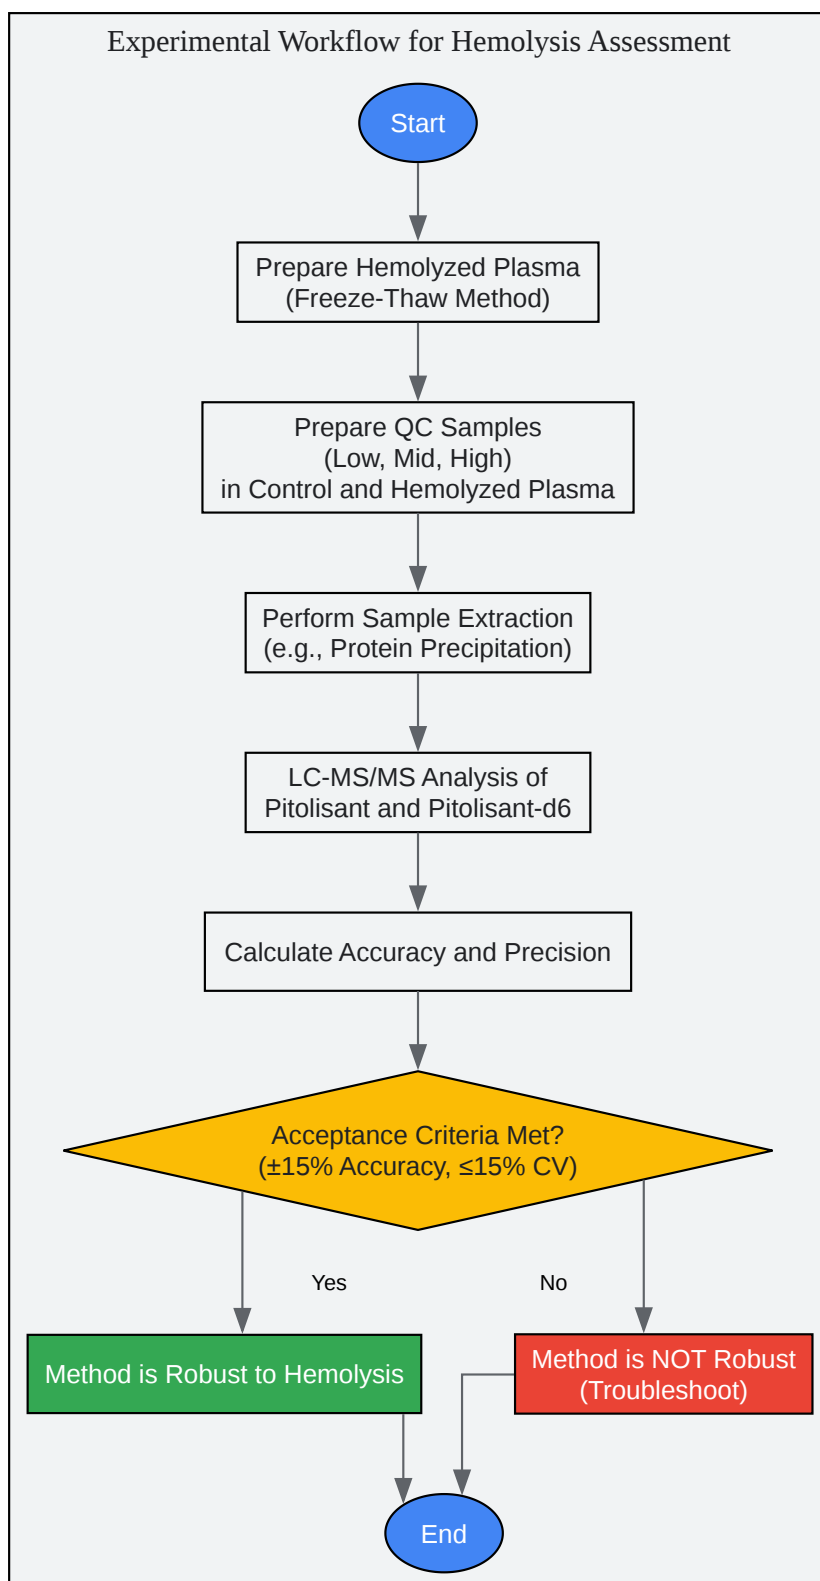 Experimental Workflow for Hemolysis Assessment
Start
Prepare Hemolyzed Plasma
(Freeze-Thaw Method)
Prepare QC Samples
(Low, Mid, High)
in Control and Hemolyzed Plasma
Perform Sample Extraction
(e.g., Protein Precipitation)
LC-MS/MS Analysis of
Pitolisant and Pitolisant-d6
Calculate Accuracy and Precision
Acceptance Criteria Met?
(±15% Accuracy, ≤15% CV)
Yes
No
Method is Robust to Hemolysis
Method is NOT Robust
(Troubleshoot)
End